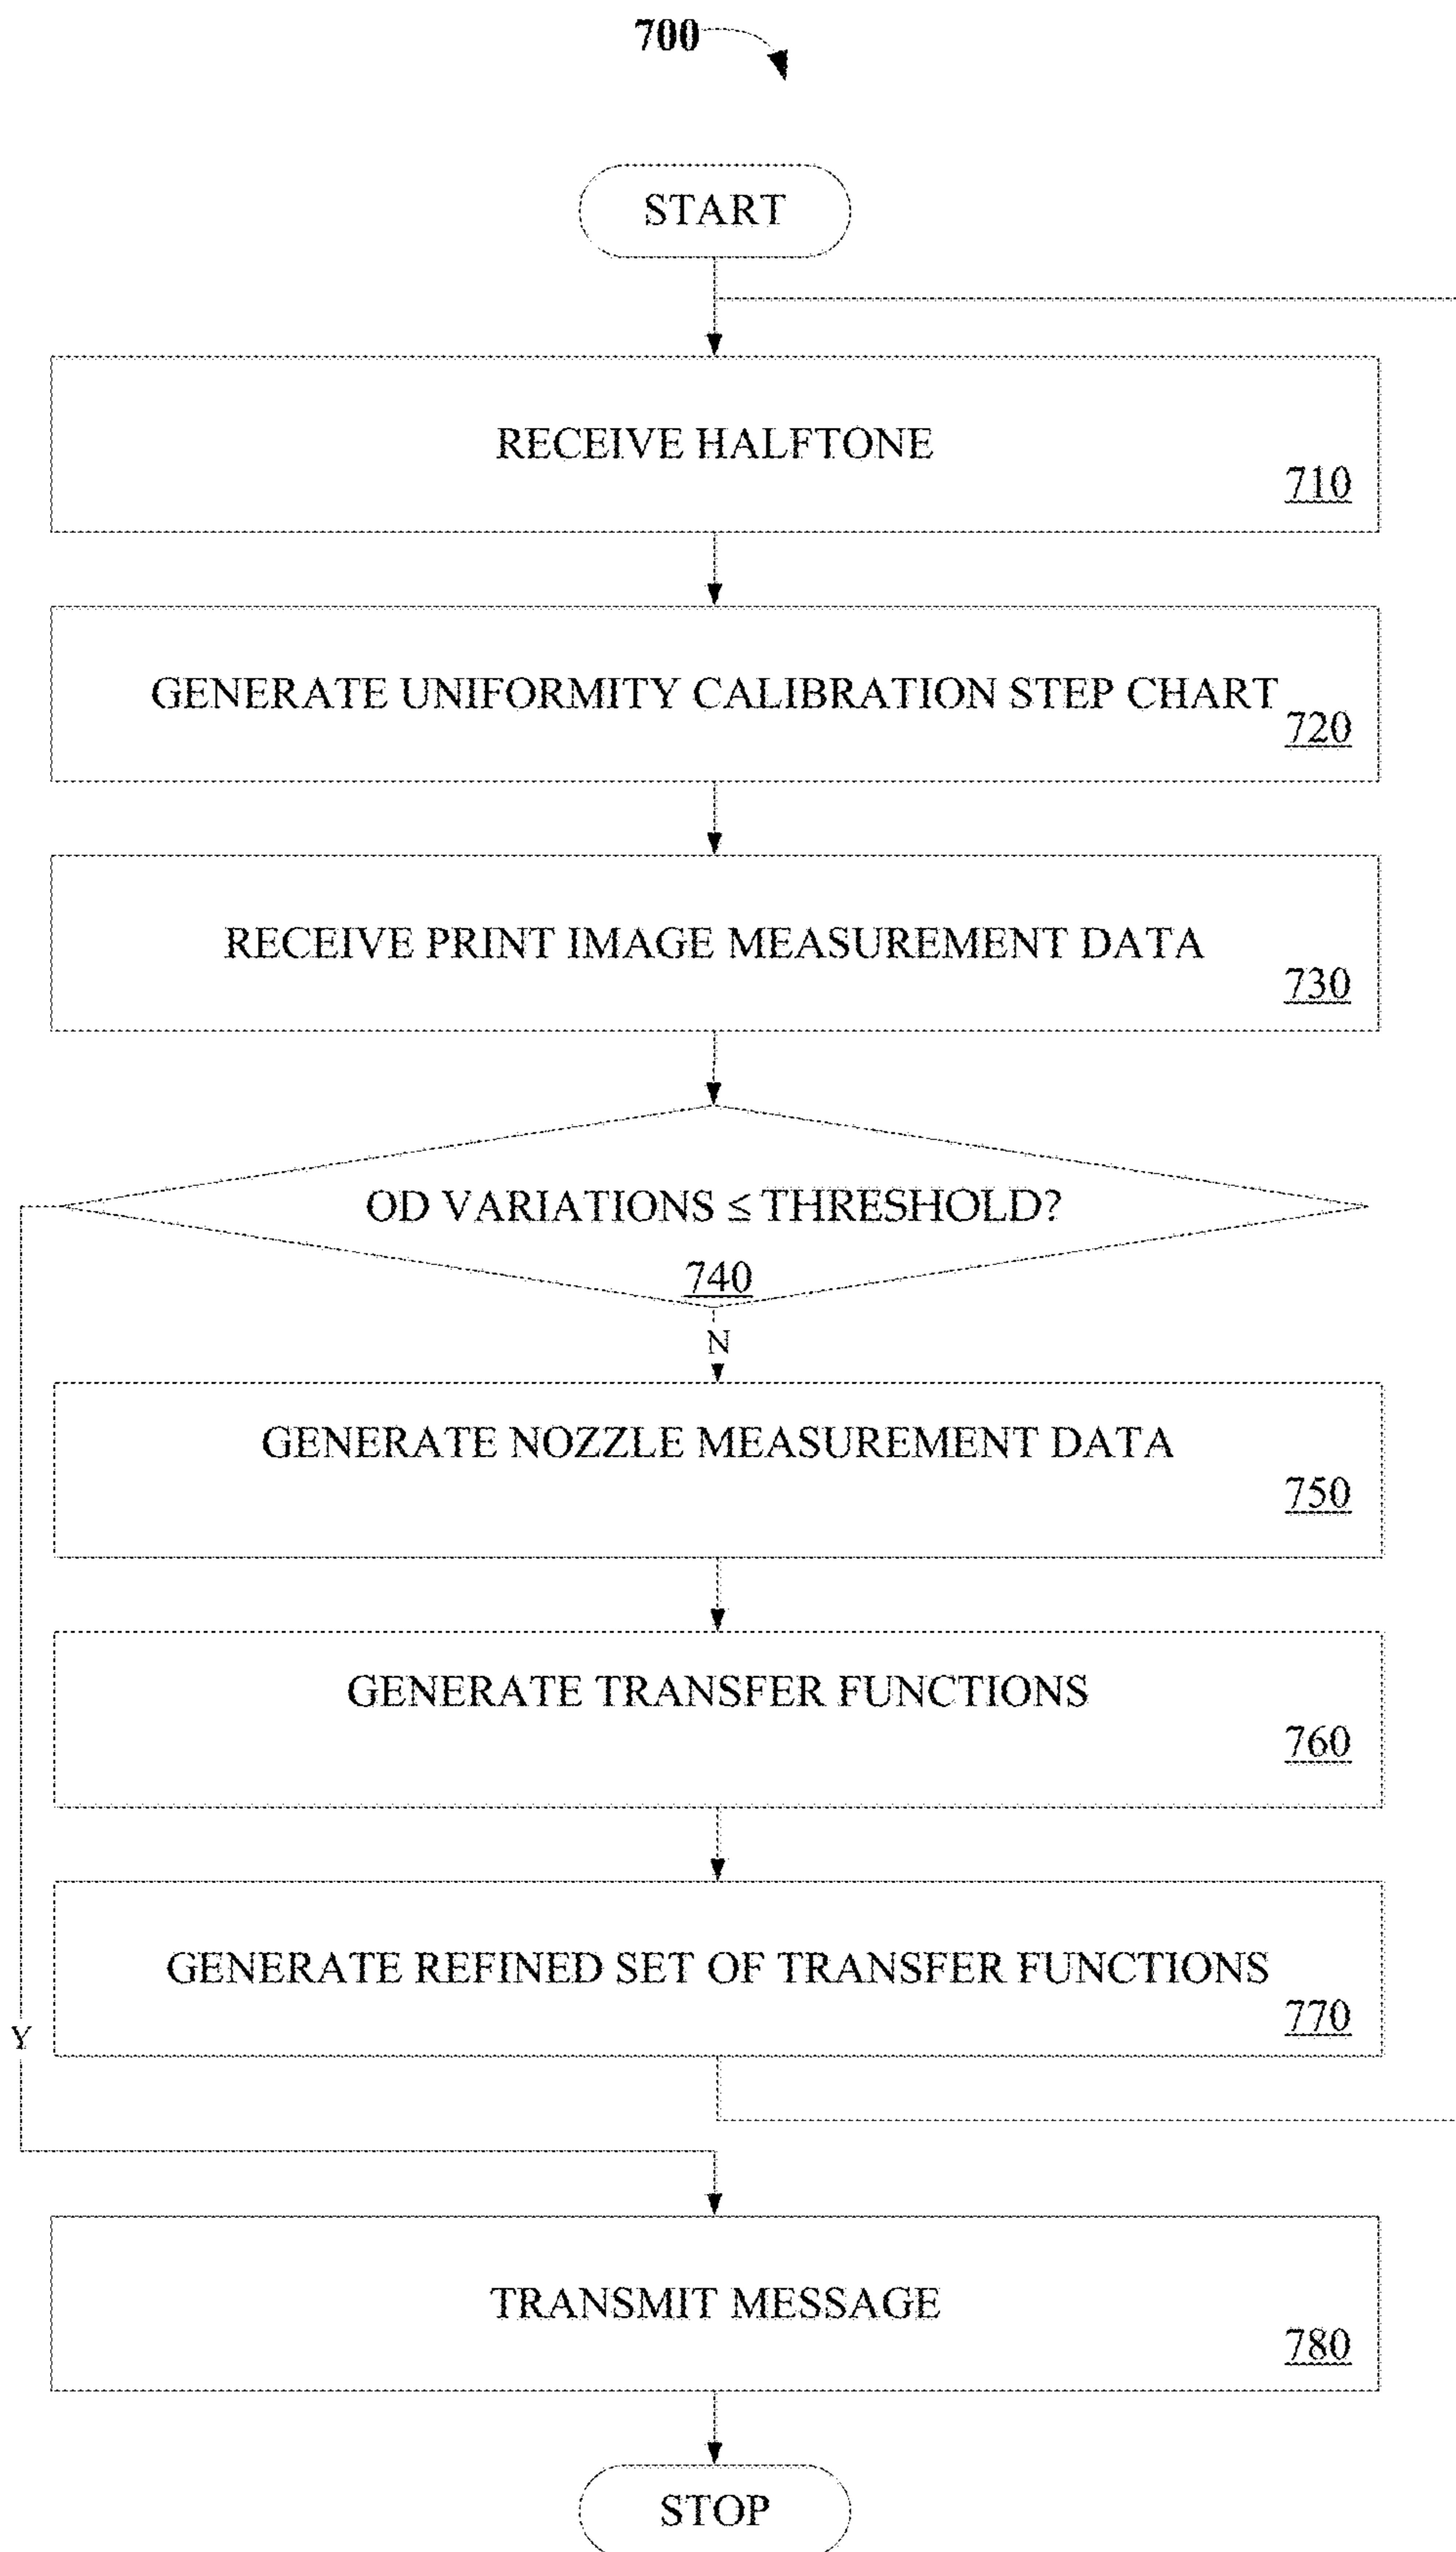 700
START
RECEIVE HALFTONE
710
GENERATE UNIFORMITY CALIBRATION STEP CHART
720
RECEIVE PRINT IMAGE MEASUREMENT DATA
730
OD VARIATIONS ≤ THRESHOLD?
740
N
GENERATE NOZZLE MEASUREMENT DATA
750
GENERATE TRANSFER FUNCTIONS
760
GENERATE REFINED SET OF TRANSFER FUNCTIONS
770
Y
TRANSMIT MESSAGE
780
STOP